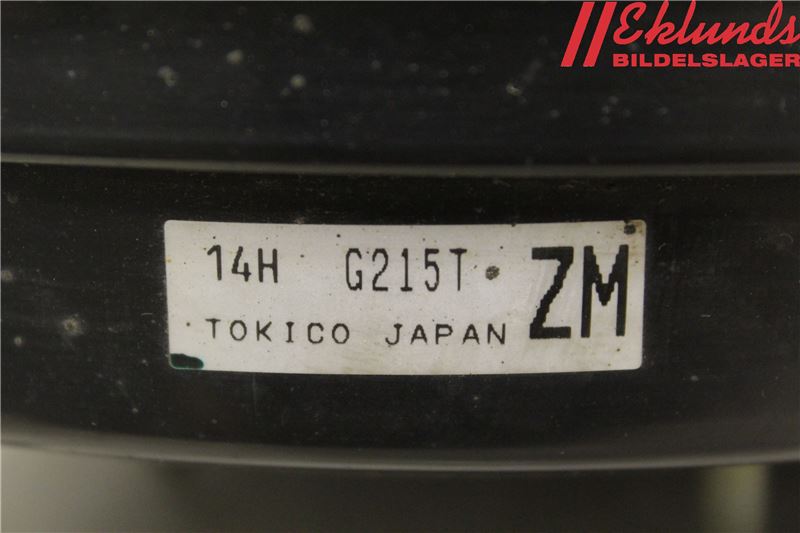 Eklunds
BILDELSLAGER
14H G215T ZM
TOKICO JAPAN